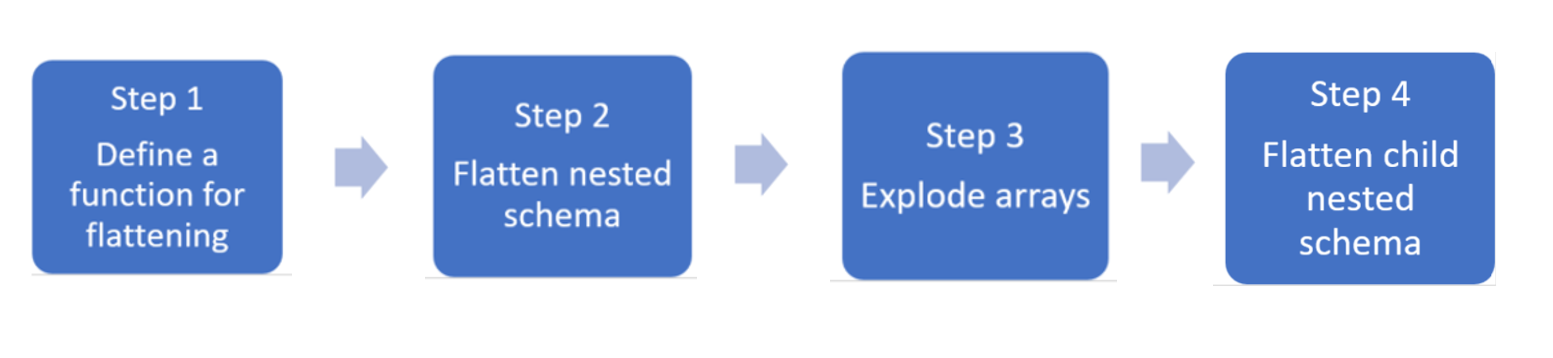 Step 1
Define a
function for
flattening
Step 2
Flatten nested
schema
Step 3
Explode arrays
Step 4
Flatten child
nested
schema